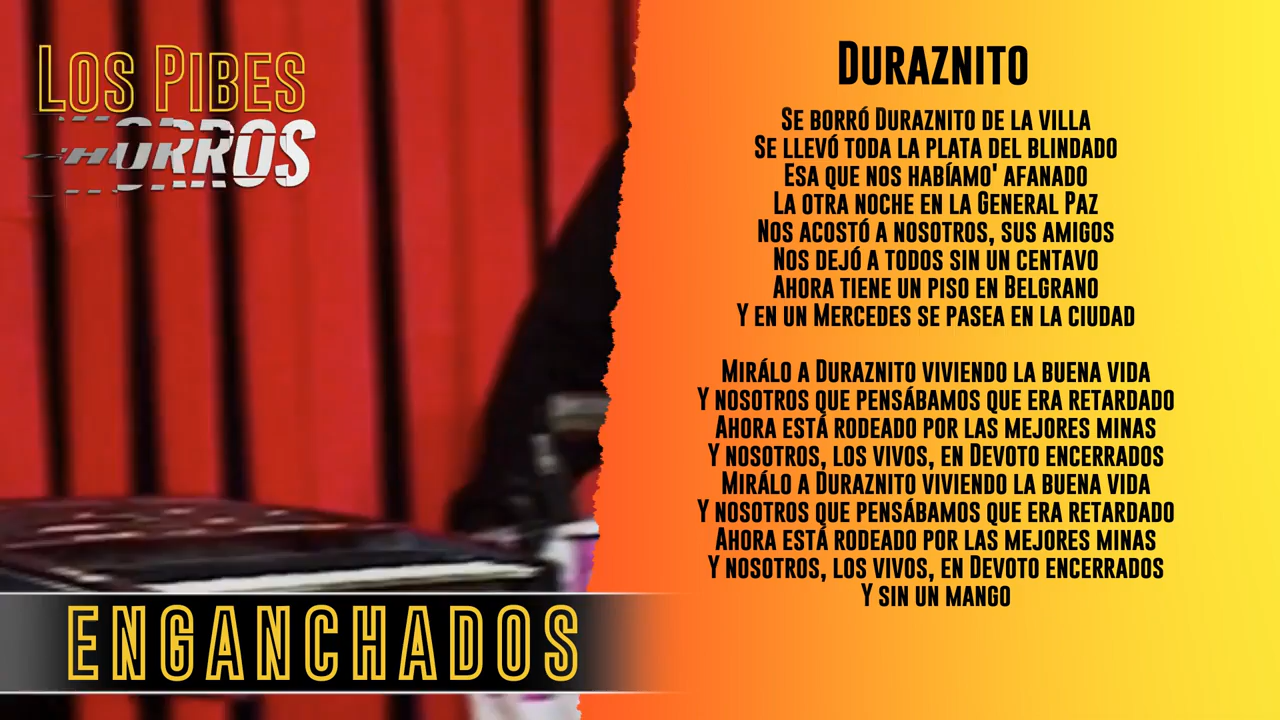 LOS PIBES
CHORROS
DURAZNITO
SE BORRÓ DURAZNITO DE LA VILLA
SE LLEVÓ TODA LA PLATA DEL BLINDADO
ESA QUE NOS HABÍAMO' AFANADO
LA OTRA NOCHE EN LA GENERAL PAZ
NOS ACOSTÓ A NOSOTROS, SUS AMIGOS
NOS DEJÓ A TODOS SIN UN CENTAVO
AHORA TIENE UN PISO EN BELGRANO
Y EN UN MERCEDES SE PASEA EN LA CIUDAD
MIRÁLO A DURAZNITO VIVIENDO LA BUENA VIDA
Y NOSOTROS QUE PENSÁBAMOS QUE ERA RETARDADO
AHORA ESTÁ RODEADO POR LAS MEJORES MINAS
Y NOSOTROS, LOS VIVOS, EN DEVOTO ENCERRADOS
MIRÁLO A DURAZNITO VIVIENDO LA BUENA VIDA
Y NOSOTROS QUE PENSÁBAMOS QUE ERA RETARDADO
AHORA ESTÁ RODEADO POR LAS MEJORES MINAS
Y NOSOTROS, LOS VIVOS, EN DEVOTO ENCERRADOS
Y SIN UN MANGO
ENGANCHADOS